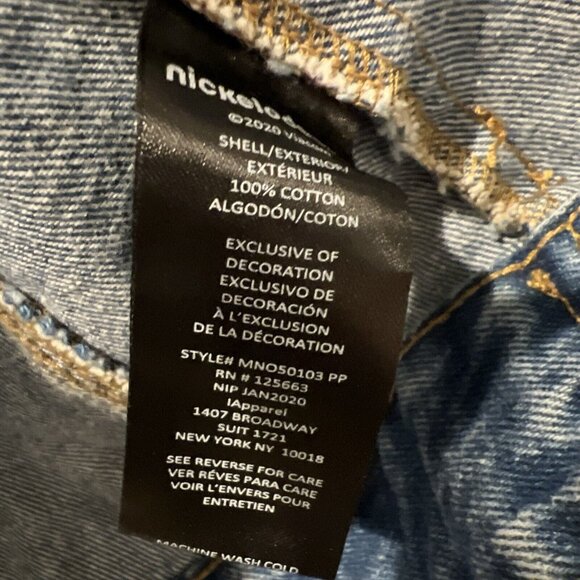 ©2020
SHELL/EXTERIOR/
EXTÉRIEUR
100% COTTON
ALGODÓN/COTON
EXCLUSIVE OF
DECORATION
EXCLUSIVO DE
DECORACIÓN
À L'EXCLUSION
DE LA DÉCORATION
STYLE# MNO50103 PP
RN # 125663
NIP JAN2020
IApparel
1407 BROADWAY
SUIT 1721
NEW YORK NY 10018
SEE REVERSE FOR CARE
VER RÉVES PARA CARE
VOIR L'ENVERS POUR
ENTRETIEN
MACHINE WASH COLD